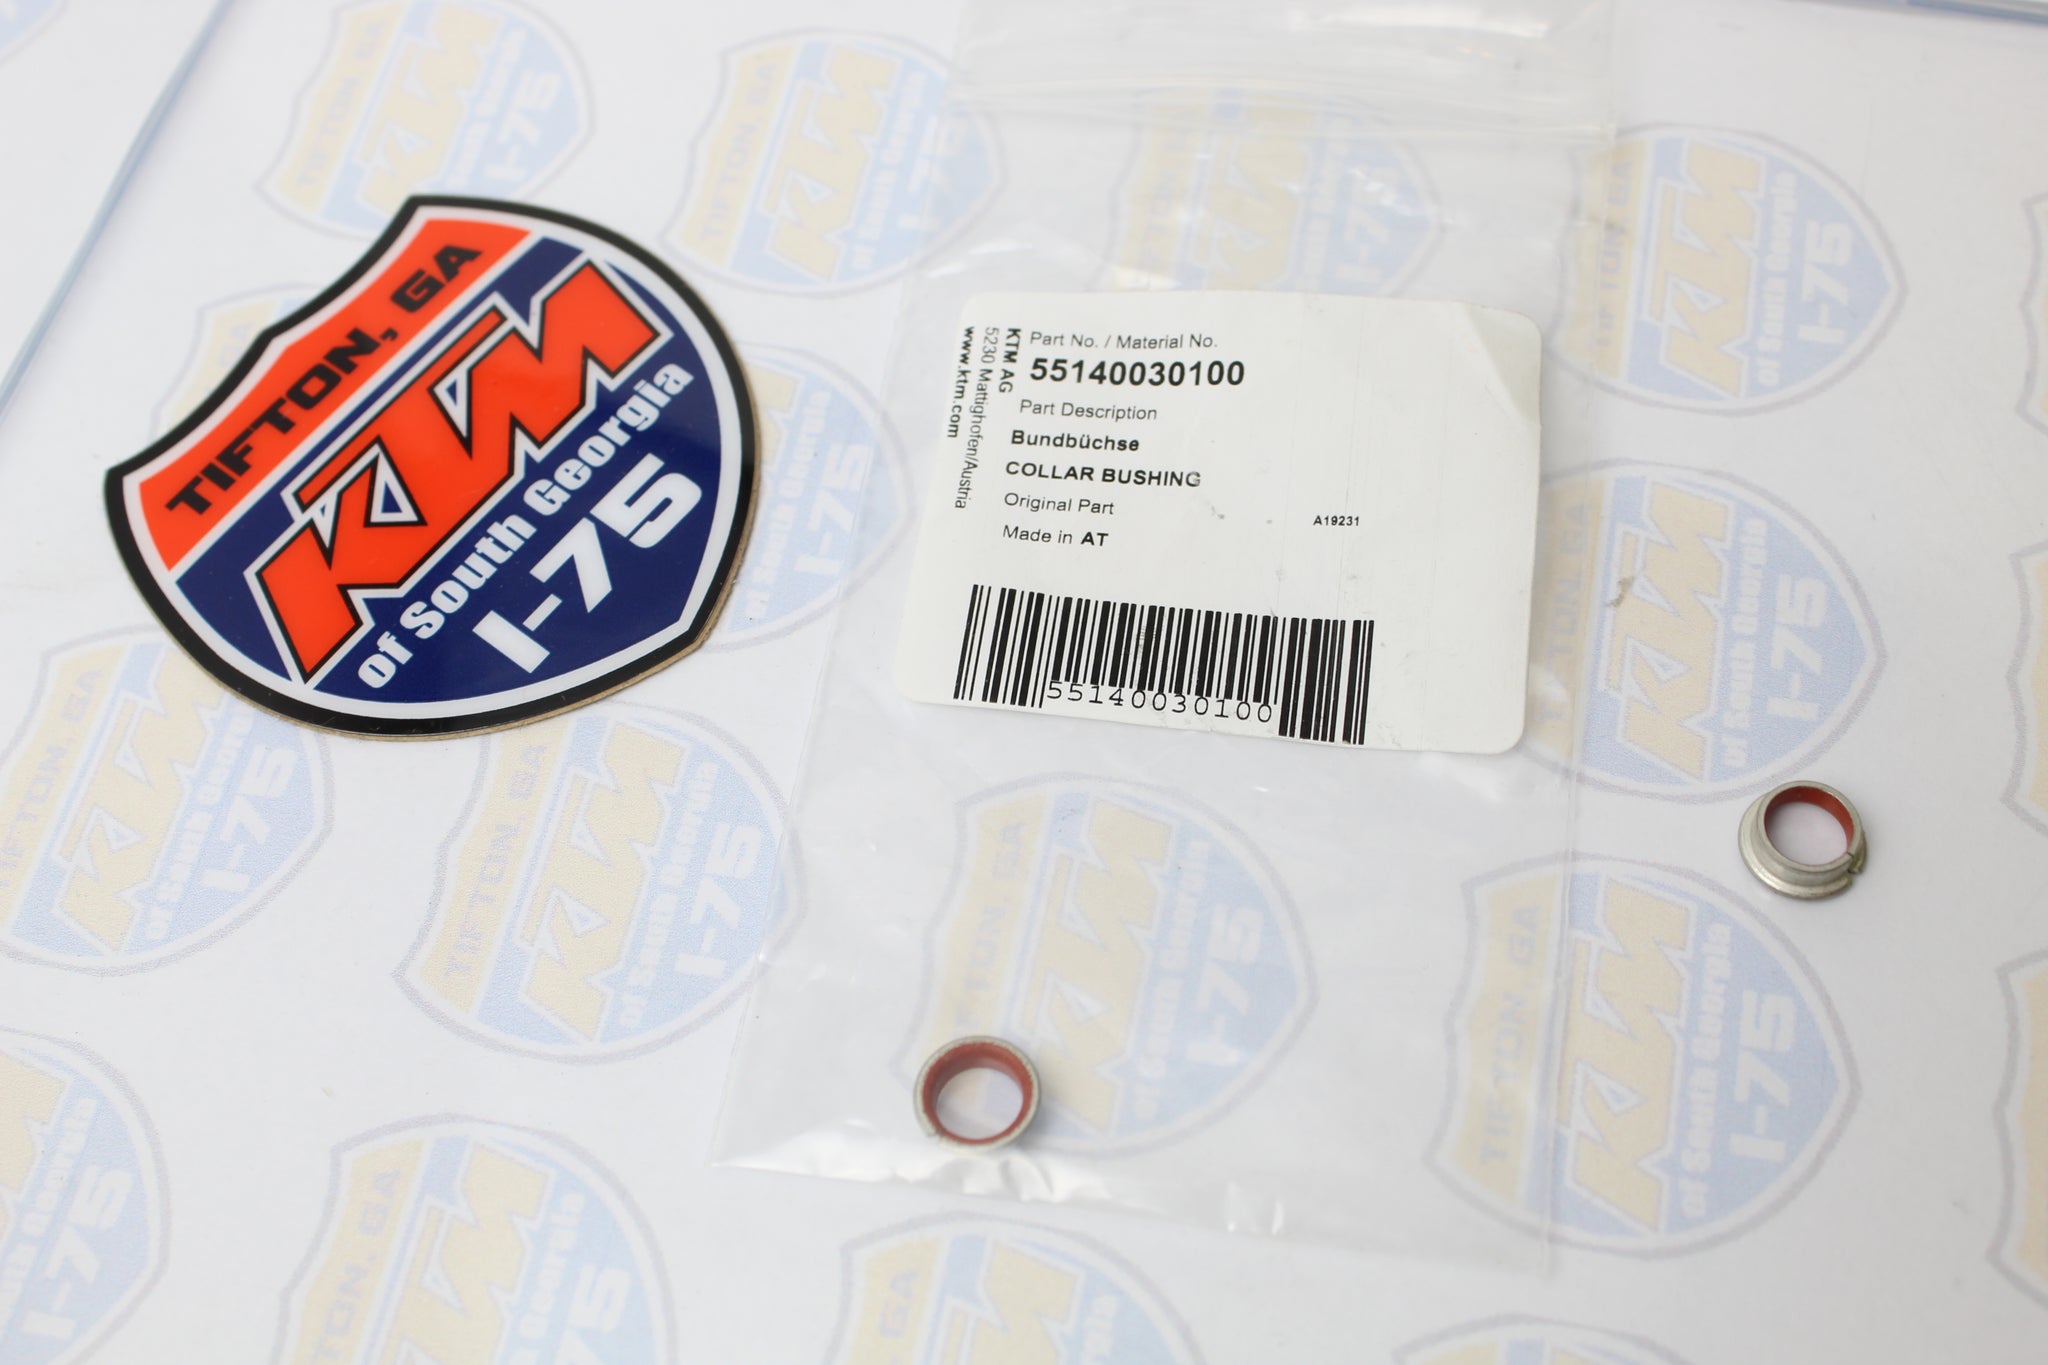 TIFTON, GA
KTM
of South Georgia
I-75
KTM AG
5230 Mattighofen/Austria
www.ktm.com
Part No. / Material No.
55140030100
Part Description
Bundbüchse
COLLAR BUSHING
Original Part
A19231
Made in AT
55140030100